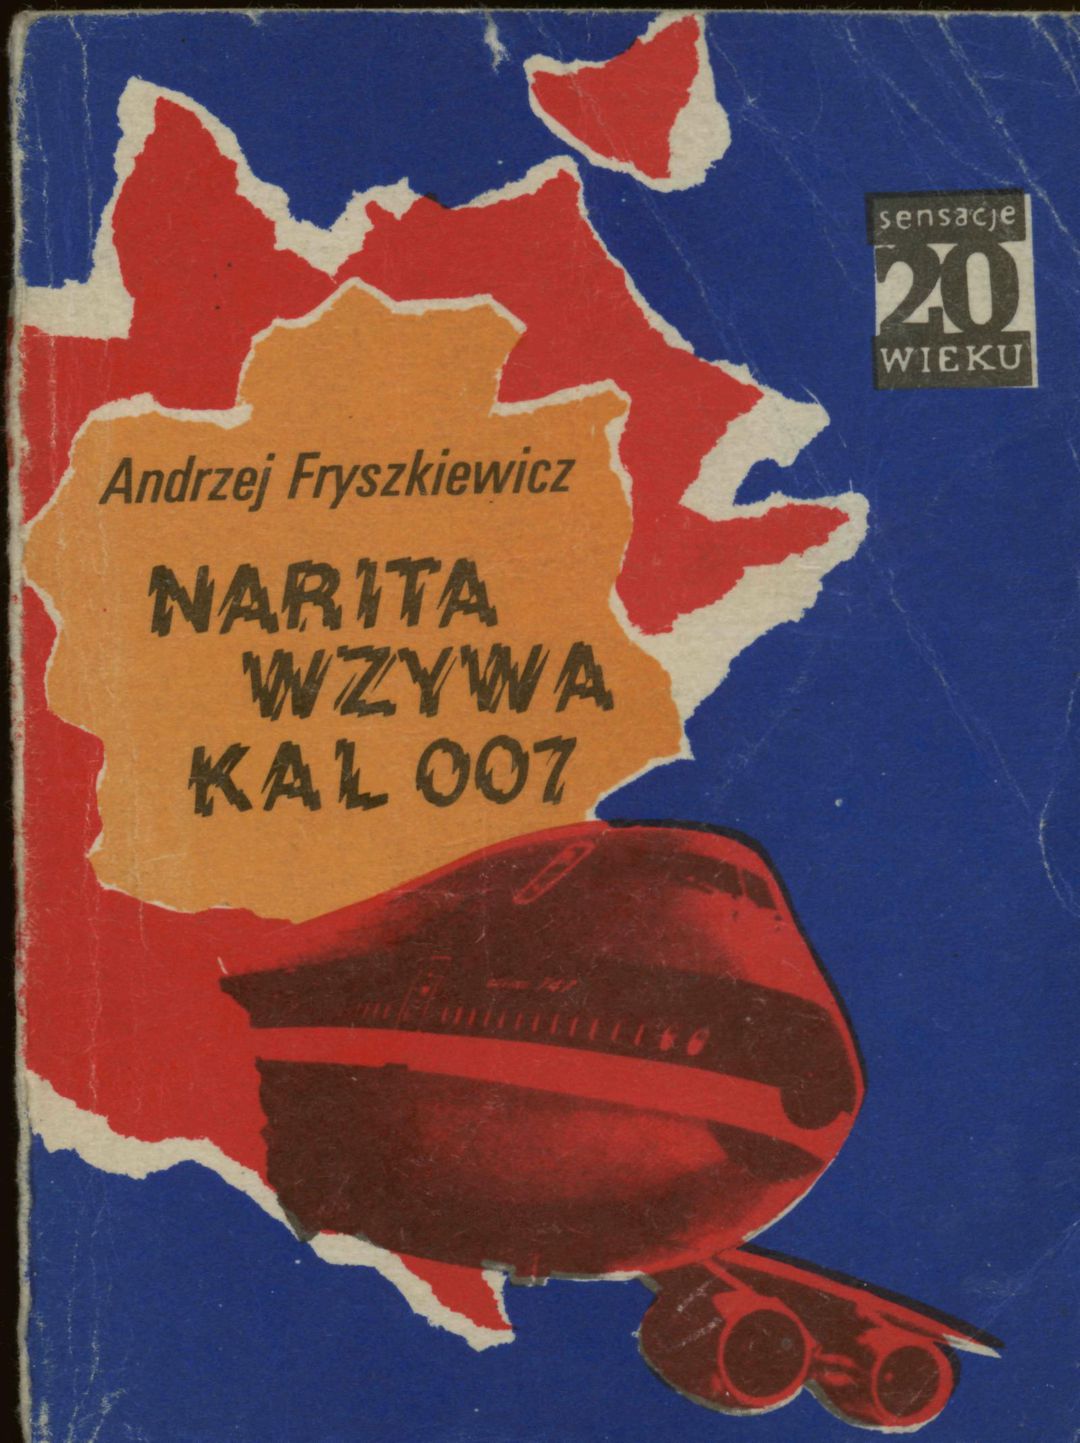 sensacje
20
WIEKU
Andrzej Fryszkiewicz
NARITA
WZYWA
KAL 007